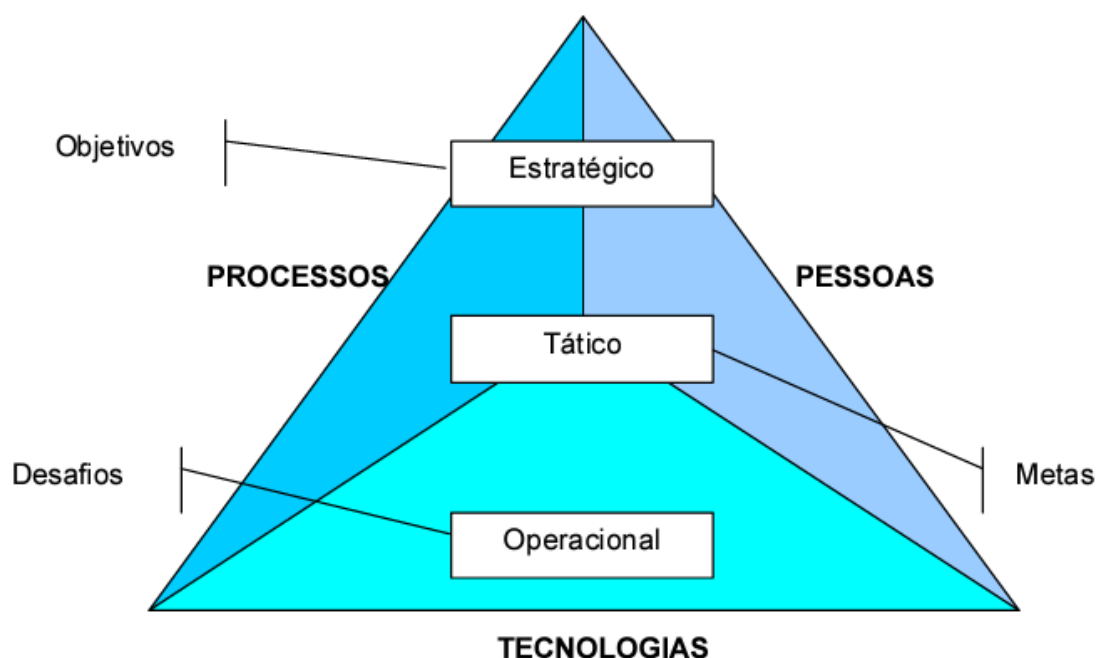 Objetivos
Estratégico
PROCESSOS
PESSOAS
Tático
Desafios
Metas
Operacional
TECNOLOGIAS